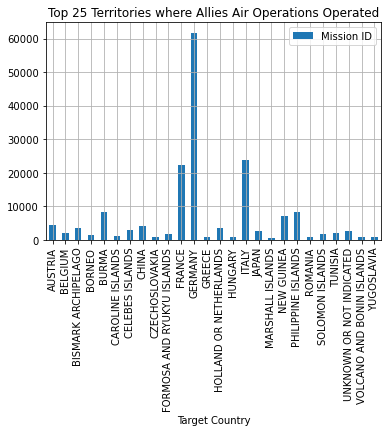 Top 25 Territories where Allies Air Operations Operated
Mission ID
60000
50000
40000
30000
20000
10000
0
AUSTRIA
BELGIUM
BISMARK ARCHIPELAGO
BORNEO
BURMA
CAROLINE ISLANDS
CELEBES ISLANDS
CHINA
CZECHOSLOVAKIA
FORMOSA AND RYUKYU ISLANDS
FRANCE
GERMANY
GREECE
HOLLAND OR NETHERLANDS
HUNGARY
ITALY
JAPAN
MARSHALL ISLANDS
NEW GUINEA
PHILIPPINE ISLANDS
ROMANIA
SOLOMON ISLANDS
TUNISIA
UNKNOWN OR NOT INDICATED
VOLCANO AND BONIN ISLANDS
YUGOSLAVIA
Target Country